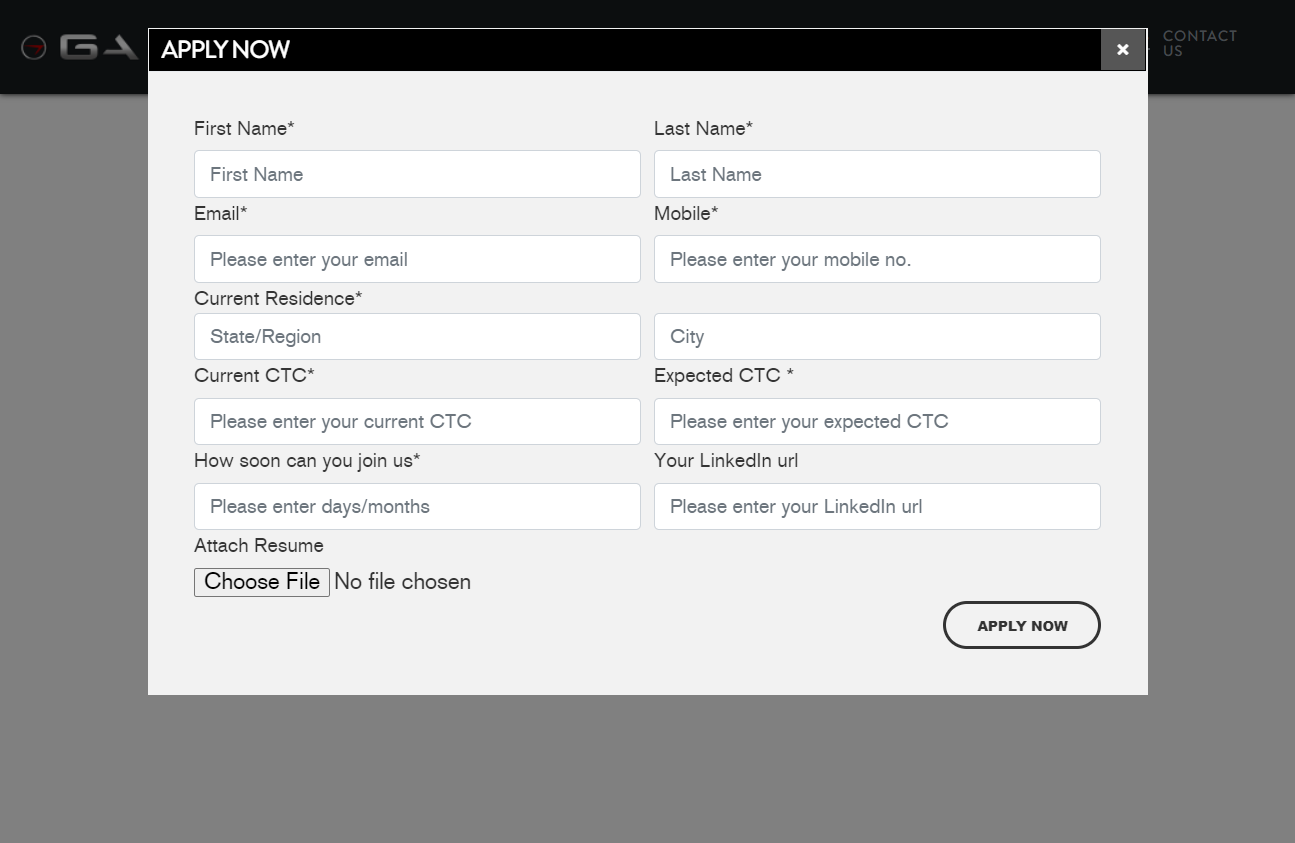 GA
CONTACT
US
APPLY NOW
×
First Name*
Last Name*
First Name
Last Name
Email*
Mobile*
Please enter your email
Please enter your mobile no.
Current Residence*
State/Region
City
Current CTC*
Expected CTC *
Please enter your current CTC
Please enter your expected CTC
How soon can you join us*
Your LinkedIn url
Please enter days/months
Please enter your LinkedIn url
Attach Resume
Choose File No file chosen
APPLY NOW